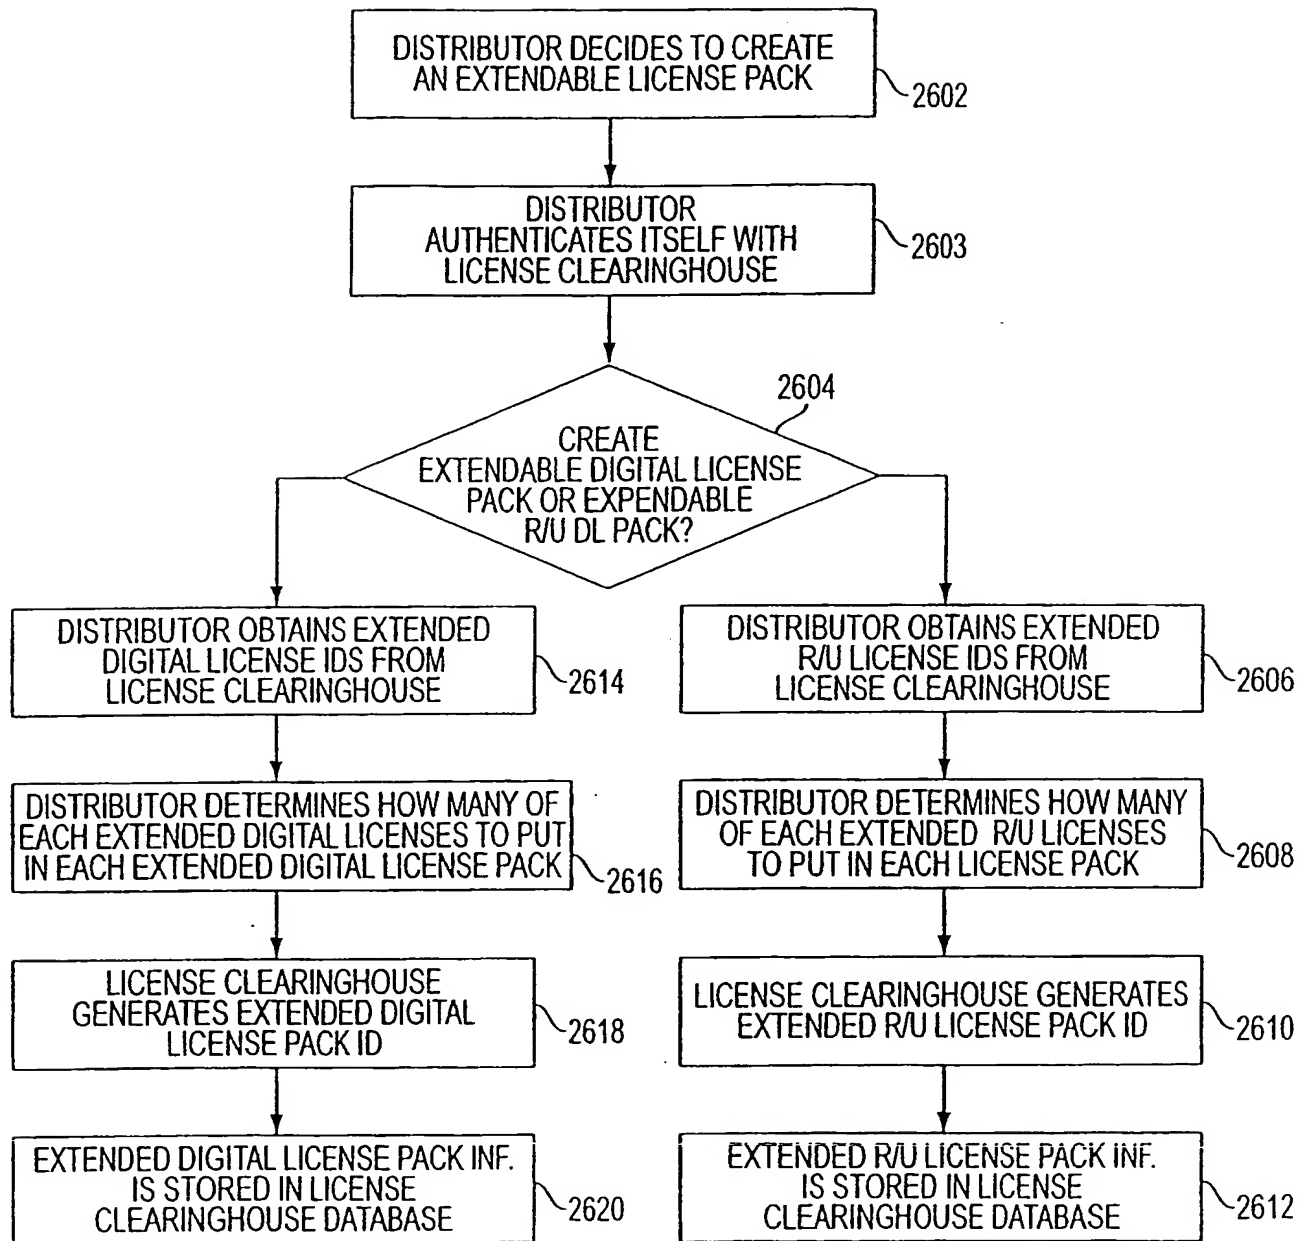 DISTRIBUTOR DECIDES TO CREATE
AN EXTENDABLE LICENSE PACK
2602
DISTRIBUTOR
AUTHENTICATES ITSELF WITH
LICENSE CLEARINGHOUSE
2603
2604
CREATE
EXTENDABLE DIGITAL LICENSE
PACK OR EXPENDABLE
R/U DL PACK?
DISTRIBUTOR OBTAINS EXTENDED
DIGITAL LICENSE IDS FROM
LICENSE CLEARINGHOUSE
2614
DISTRIBUTOR OBTAINS EXTENDED
R/U LICENSE IDS FROM
LICENSE CLEARINGHOUSE
2606
DISTRIBUTOR DETERMINES HOW MANY OF
EACH EXTENDED DIGITAL LICENSES TO PUT
IN EACH EXTENDED DIGITAL LICENSE PACK
2616
DISTRIBUTOR DETERMINES HOW MANY
OF EACH EXTENDED R/U LICENSES
TO PUT IN EACH LICENSE PACK
2608
LICENSE CLEARINGHOUSE
GENERATES EXTENDED DIGITAL
LICENSE PACK ID
2618
LICENSE CLEARINGHOUSE GENERATES
EXTENDED R/U LICENSE PACK ID
2610
EXTENDED DIGITAL LICENSE PACK INF.
IS STORED IN LICENSE
CLEARINGHOUSE DATABASE
2620
EXTENDED R/U LICENSE PACK INF.
IS STORED IN LICENSE
CLEARINGHOUSE DATABASE
2612